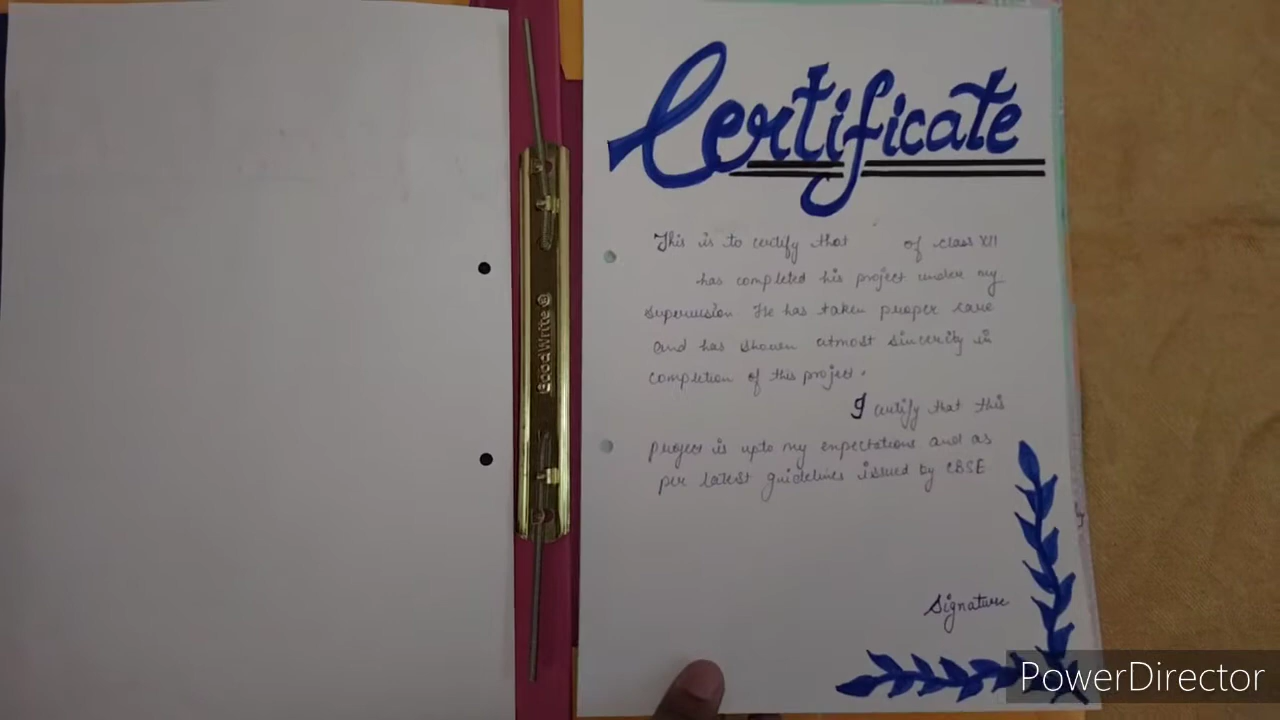 Certificate
This is to certify that of class XII
has completed his project under my
supervision He has taken proper care
and has shown utmost sincerity in
completion of this project.
I certify that this
project is upto my expectations and as
per latest guidelines issued by CBSE
Signature
GoodWrite ®
PowerDirector